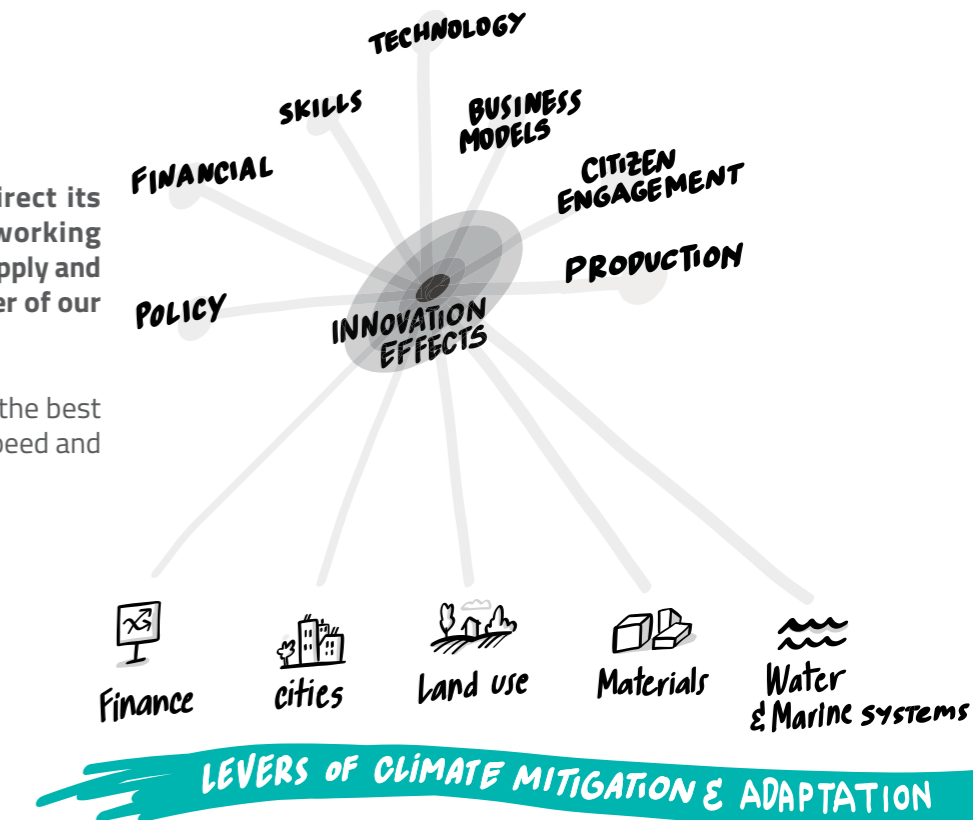 TECHNOLOGY
SKILLS
BUSINESS
MODELS
FINANCIAL
CITIZEN
ENGAGEMENT
irect its
working
pply and
er of our
PRODUCTION
POLICY
INNOVATION
EFFECTS
the best
peed and
Finance
cities
Land use
Materials
Water
& Marine systems
LEVERS OF CLIMATE MITIGATION & ADAPTATION